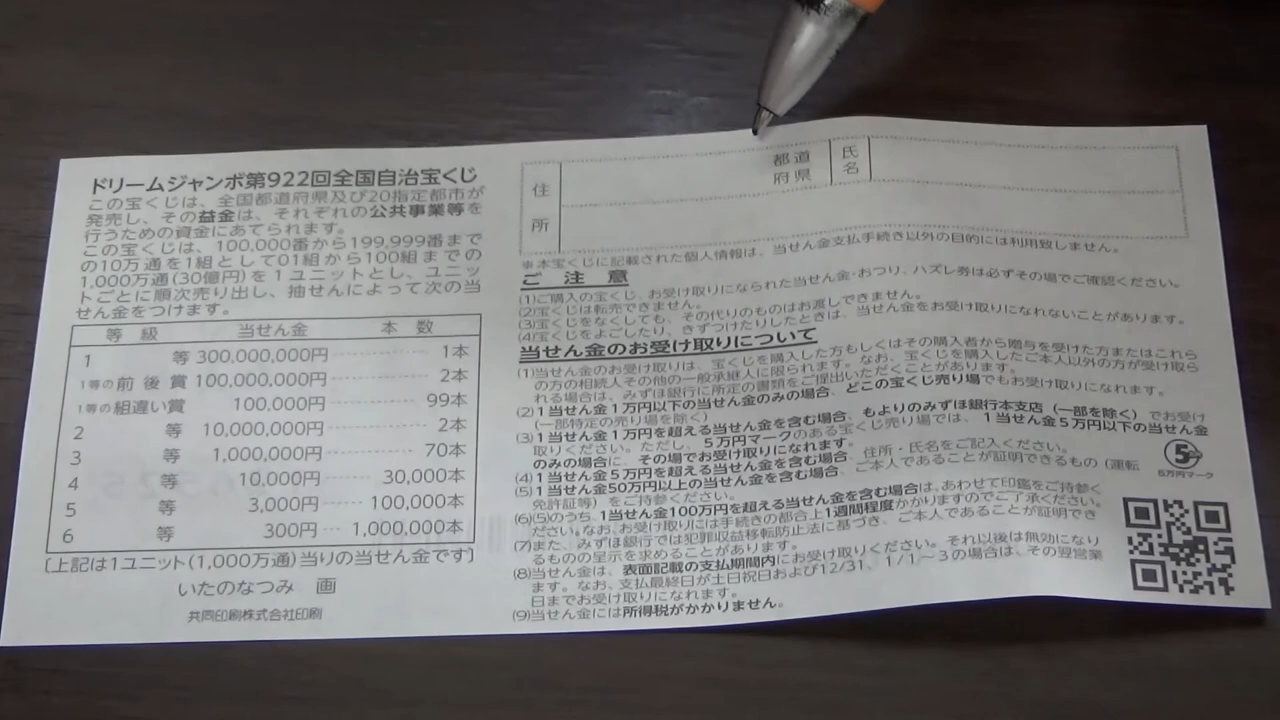 ドリームジャンボ第922回全国自治宝くじ
この宝くじは、全国都道府県及び20指定都市が
発売し、その益金は、それぞれの公共事業等を
行うための資金にあてられます。
この宝くじは、100,000番から199,999番まで
の10万通を1組として01組から100組までの
1,000万通(30億円)を1ユニットとし、ユニッ
トごとに順次売り出し、抽せんによって次の当
せん金をつけます。
等 級 当せん金 本 数
1 等 300,000,000円 1本
1等の前後賞 100,000,000円 2本
1等の組違い賞 100,000円 99本
2 等 10,000,000円 2本
3 等 1,000,000円 70本
4 等 10,000円 30,000本
5 等 3,000円 100,000本
6 等 300円 1,000,000本
〔上記は1ユニット(1,000万通)当りの当せん金です〕
いたのなつみ 画
共同印刷株式会社印刷
住所 都道府県 氏名
※本宝くじに記載された個人情報は、当せん金支払手続き以外の目的には利用致しません。
ご 注 意
(1)ご購入の宝くじ、お受け取りになられた当せん金・おつり、ハズレ券は必ずその場でご確認ください。
(2)宝くじは転売できません。
(3)宝くじをなくしても、その代りのものはお渡しできません。
(4)宝くじをよごしたり、きずつけたりしたときは、当せん金をお受け取りになれないことがあります。
当せん金のお受け取りについて
(1)当せん金のお受け取りは、宝くじを購入した方もしくはその購入者から贈与を受けた方またはこれら
の方の相続人その他の一般承継人に限られます。なお、宝くじを購入したご本人以外の方が受け取ら
れる場合は、みずほ銀行に所定の書類をご提出いただくことがあります。
(2)1当せん金1万円以下の当せん金のみの場合、どこの宝くじ売り場でもお受け取りになれます。
(一部特定の売り場を除く)
(3)1当せん金1万円を超える当せん金を含む場合、もよりのみずほ銀行本支店(一部を除く)でお受け
取りください。ただし、5万円マークのある宝くじ売り場では、1当せん金5万円以下の当せん金
のみの場合に、その場でお受け取りになれます。
(4)1当せん金5万円を超える当せん金を含む場合、住所・氏名をご記入ください。
(5)1当せん金50万円以上の当せん金を含む場合、ご本人であることが証明できるもの(運転
免許証等)をご持参ください。
(6)(5)のうち、1当せん金100万円を超える当せん金を含む場合は、あわせて印鑑をご持参く
ださい。なお、お受け取りには手続きの都合上1週間程度かかりますのでご了承ください。
(7)また、みずほ銀行では犯罪収益移転防止法に基づき、ご本人であることが証明でき
るものの呈示を求めることがあります。
(8)当せん金は、表面記載の支払期間内にお受け取りください。それ以後は無効になり
ます。なお、支払最終日が土日祝日および12/31、1/1～3の場合は、その翌営業
日までお受け取りになれます。
(9)当せん金には所得税がかかりません。
5
5万円マーク